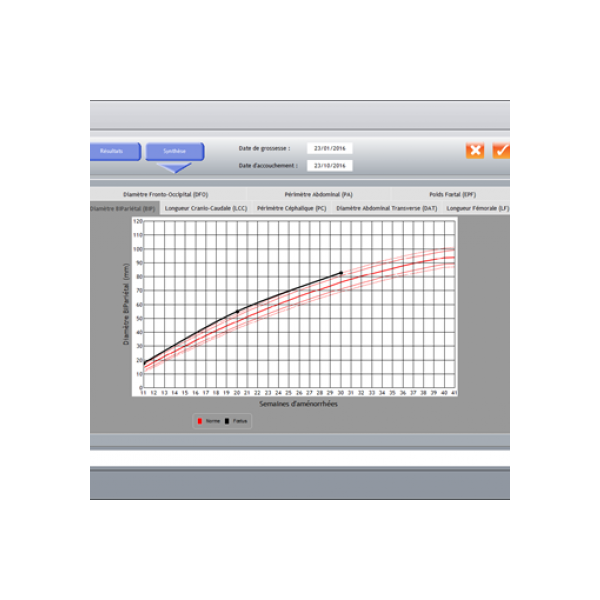 Résultats
Synthèse
Date de grossesse :
23/01/2016
Date d'accouchement :
23/10/2016
Diamètre Fronto-Occipital (DFO)
Périmètre Abdominal (PA)
Poids Fœtal (EPF)
Diamètre BiPariétal (BIP)
Longueur Cranio-Caudale (LCC)
Périmètre Céphalique (PC)
Diamètre Abdominal Transverse (DAT)
Longueur Fémorale (LF)
Diamètre BiPariétal (mm)
120
110
100
90
80
70
60
50
40
30
20
10
0
11 12 13 14 15 16 17 18 19 20 21 22 23 24 25 26 27 28 29 30 31 32 33 34 35 36 37 38 39 40 41
Semaines d'aménorrhées
Norme
Fœtus